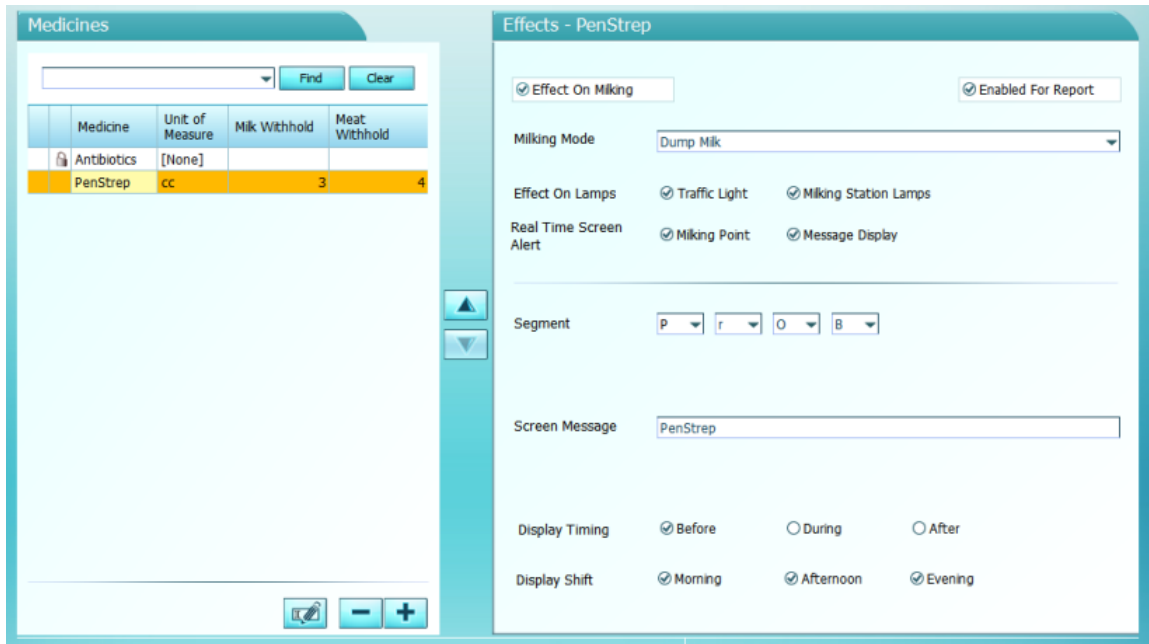 Medicines
Find Clear
Medicine Unit of Measure Milk Withhold Meat Withhold
Antibiotics [None]
PenStrep cc 3 4
Effects - PenStrep
Effect On Milking Enabled For Report
Milking Mode Dump Milk
Effect On Lamps Traffic Light Milking Station Lamps
Real Time Screen Alert Milking Point Message Display
Segment P r O B
Screen Message PenStrep
Display Timing Before During After
Display Shift Morning Afternoon Evening